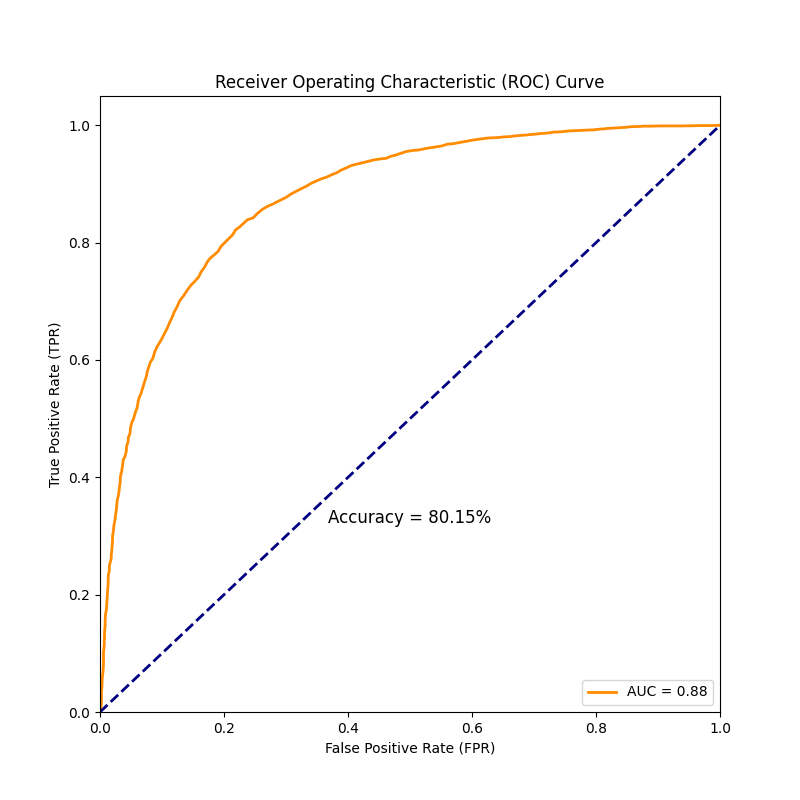 Receiver Operating Characteristic (ROC) Curve
True Positive Rate (TPR)
1.0
0.8
0.6
0.4
0.2
0.0
Accuracy = 80.15%
AUC = 0.88
0.0 0.2 0.4 0.6 0.8 1.0
False Positive Rate (FPR)